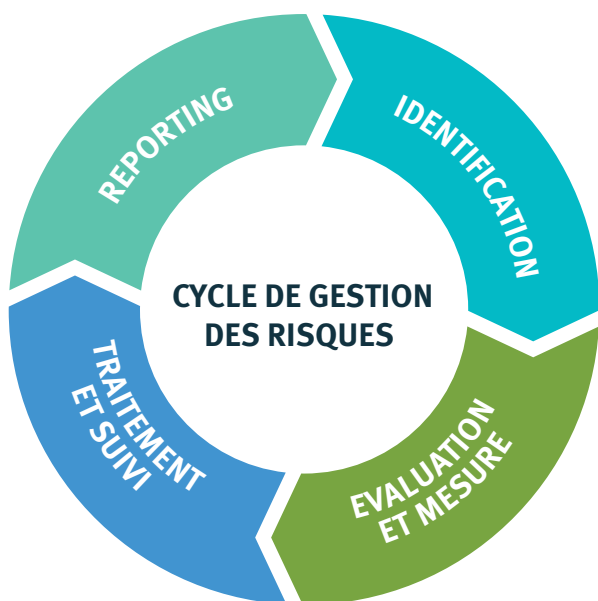 CYCLE DE GESTION
DES RISQUES
IDENTIFICATION
EVALUATION
ET MESURE
TRAITEMENT
ET SUIVI
REPORTING